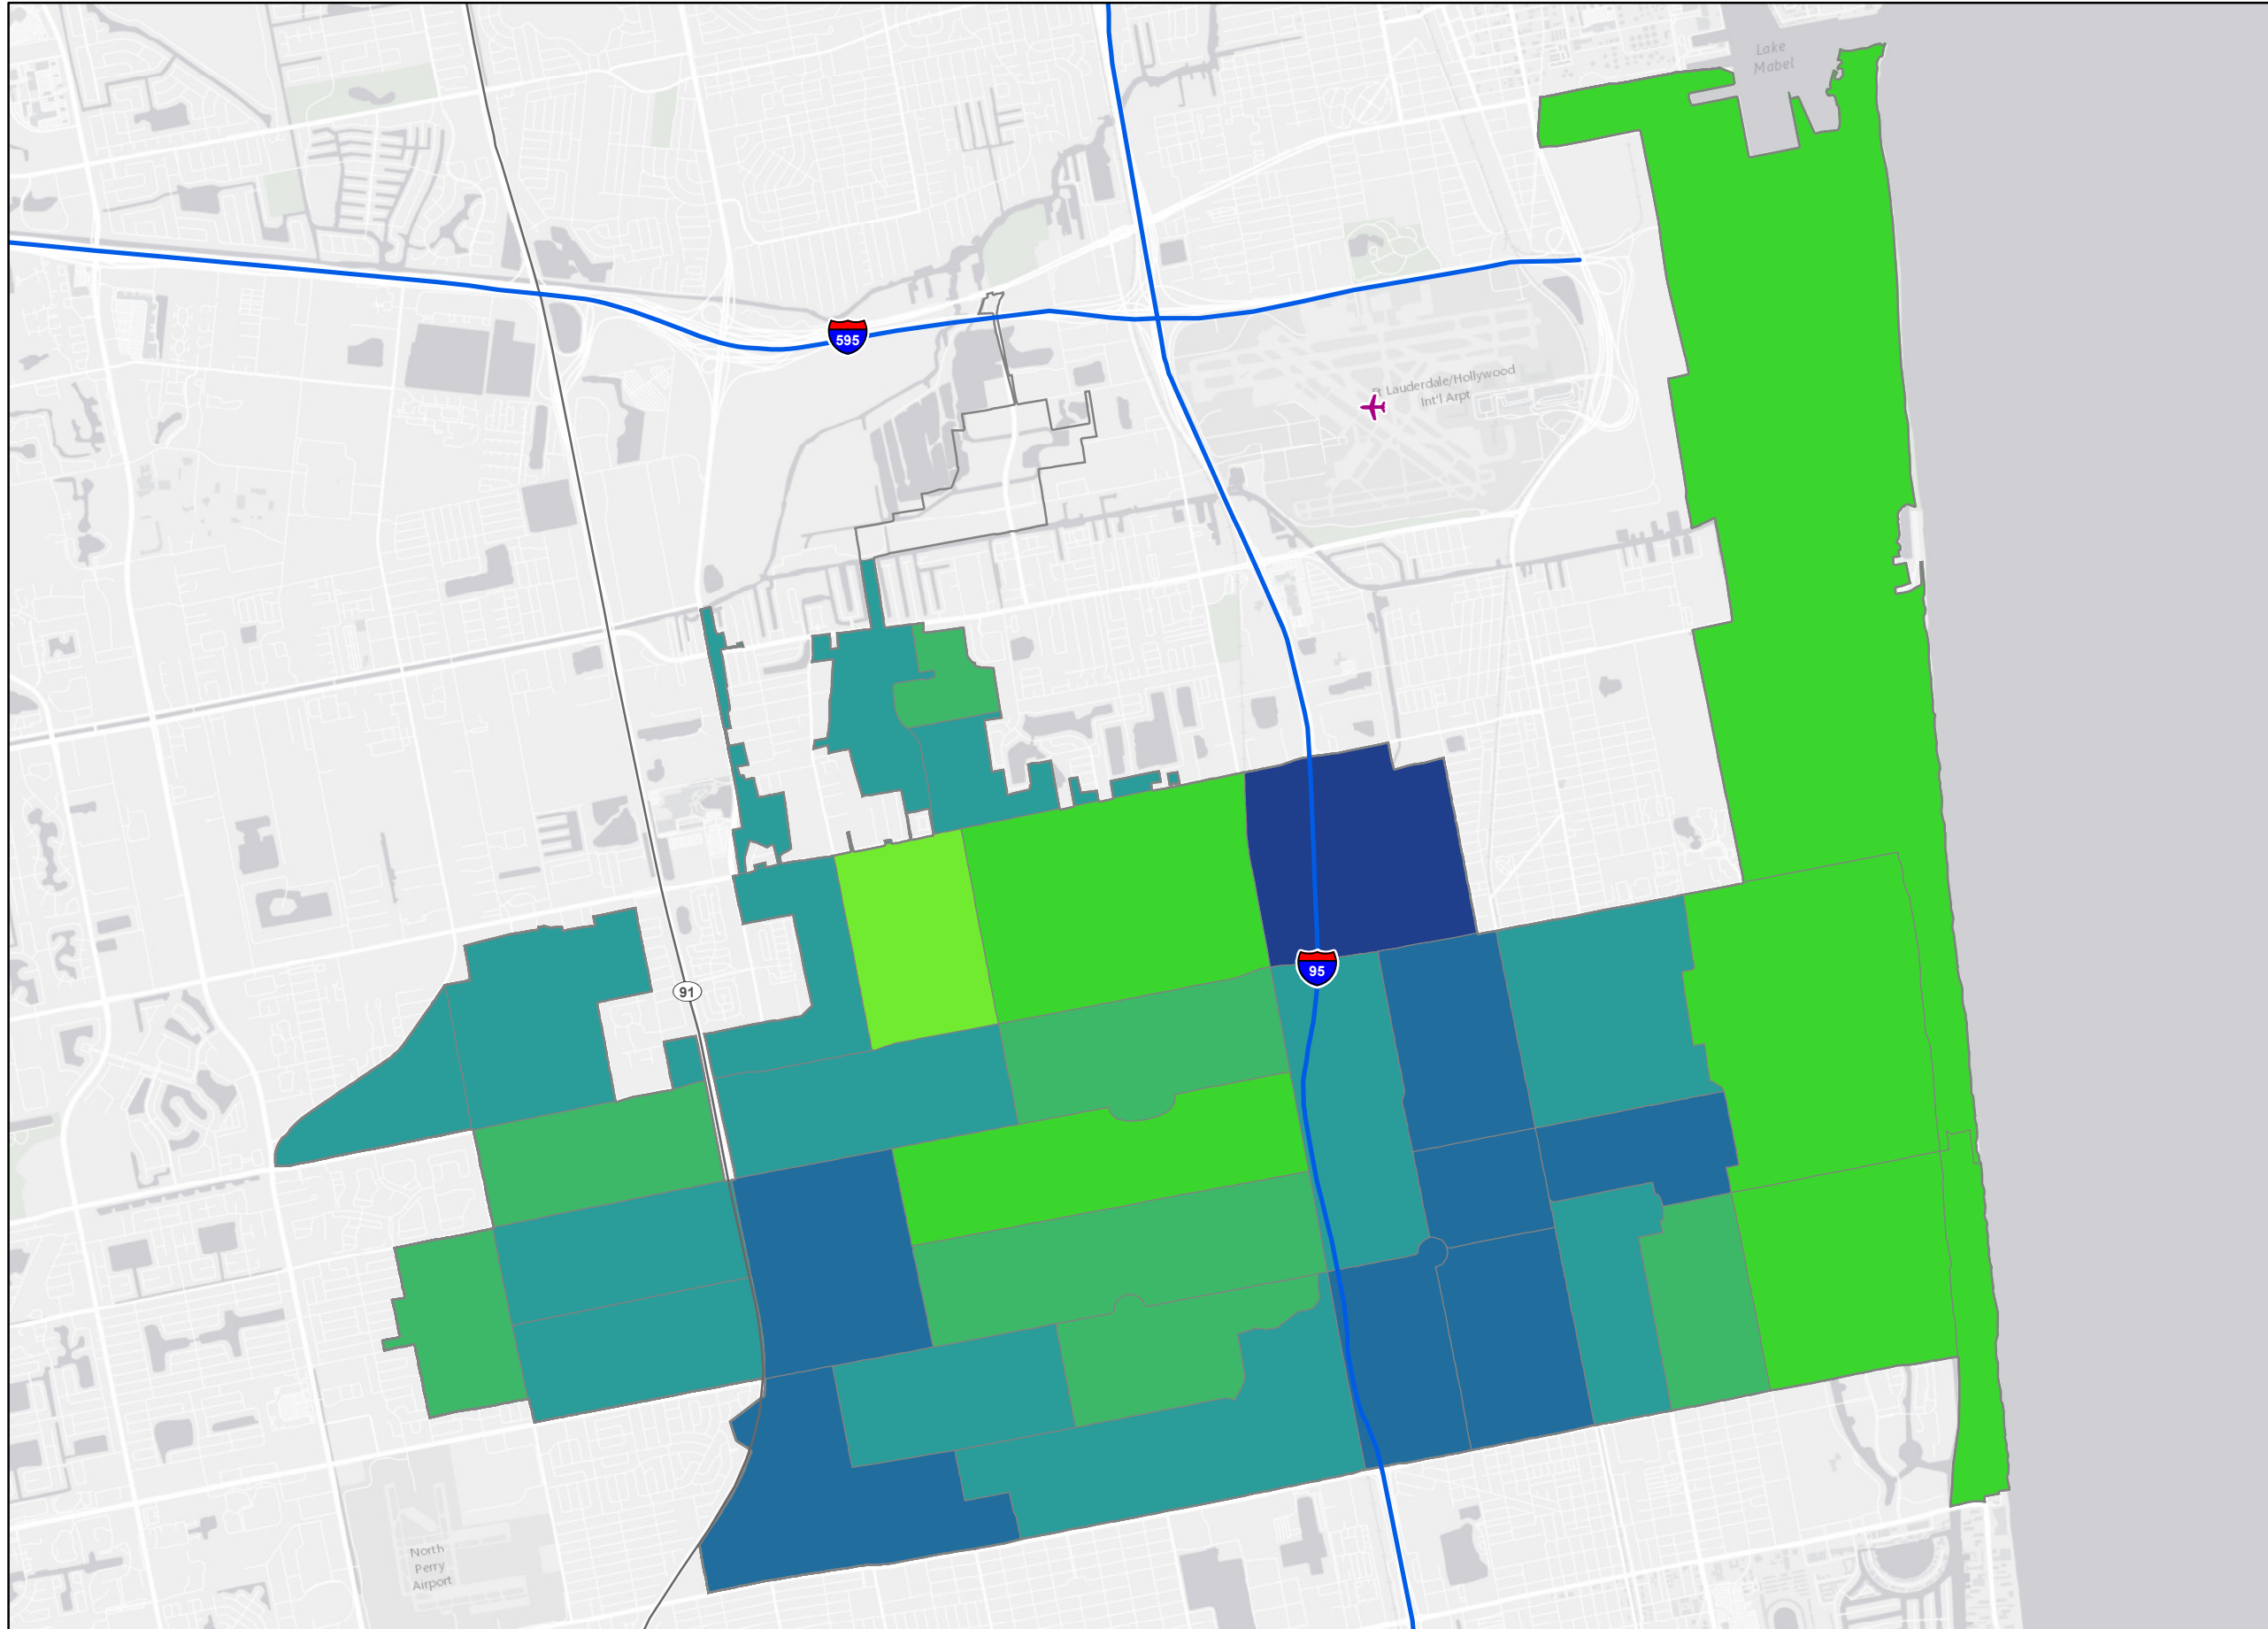 Lake
Mabel
595
Ft Lauderdale/Hollywood
Int'l Arpt
95
91
North
Perry
Airport